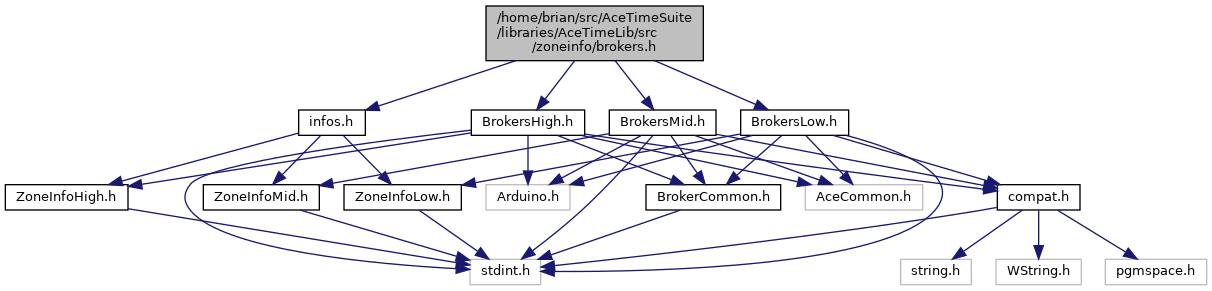 /home/brian/src/AceTimeSuite
/libraries/AceTimeLib/src
/zoneinfo/brokers.h
infos.h
BrokersHigh.h
BrokersMid.h
BrokersLow.h
ZoneInfoHigh.h
ZoneInfoMid.h
ZoneInfoLow.h
Arduino.h
BrokerCommon.h
AceCommon.h
compat.h
stdint.h
string.h
WString.h
pgmspace.h